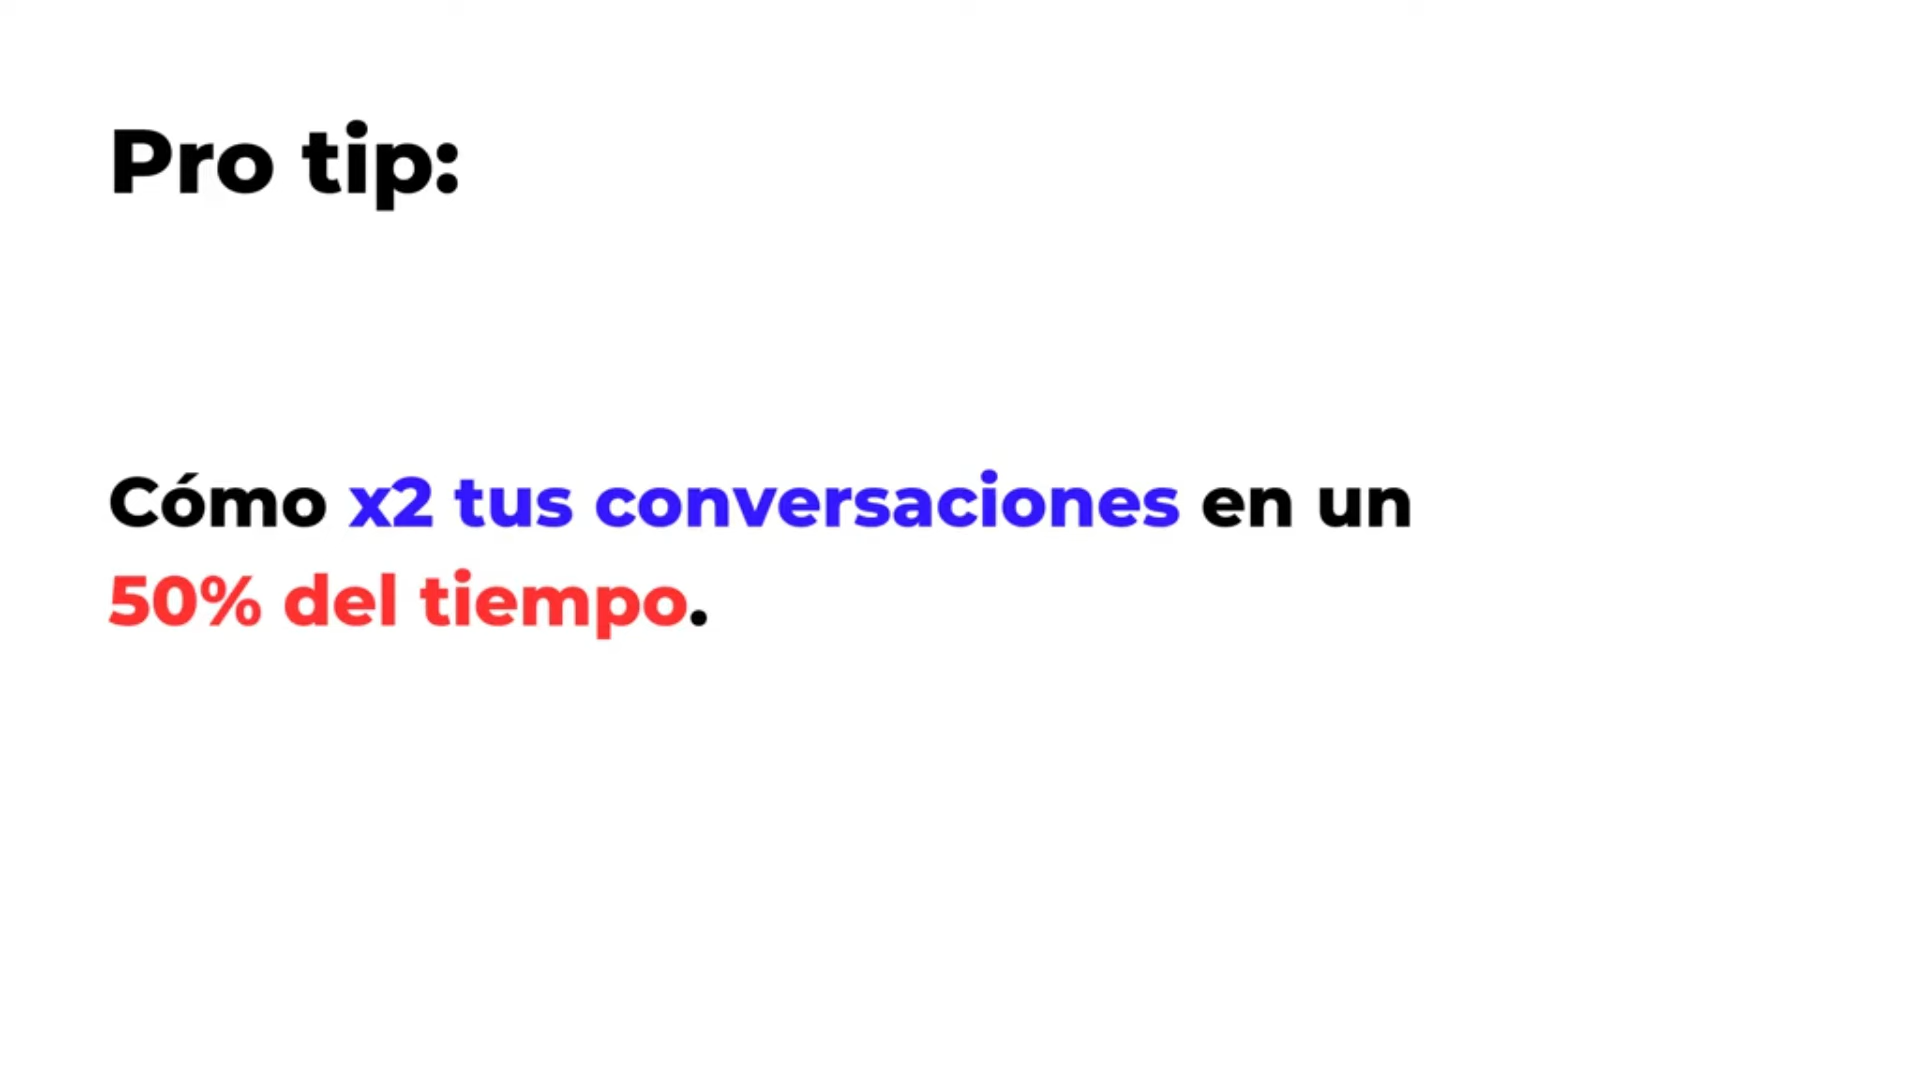 Pro tip:
Cómo x2 tus conversaciones en un
50% del tiempo.